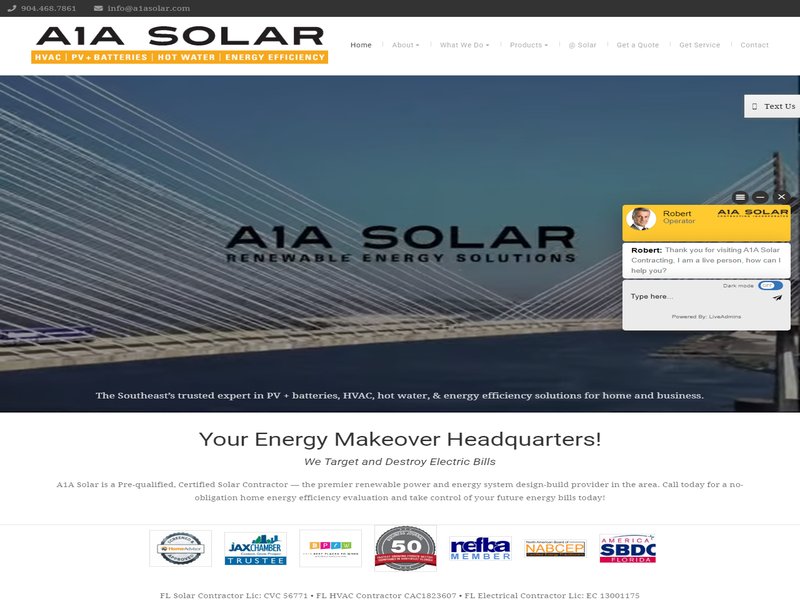 904.468.7861 info@a1asolar.com
A1A SOLAR
HVAC | PV + BATTERIES | HOT WATER | ENERGY EFFICIENCY
Home About What We Do Products @ Solar Get a Quote Get Service Contact
Text Us
Robert
Operator
A1A SOLAR
Robert: Thank you for visiting A1A Solar
Contracting. I am a live person, how can I
help you?
Dark mode OFF
Type here...
Powered By: LiveAdmins
A1A SOLAR
RENEWABLE ENERGY SOLUTIONS
The Southeast's trusted expert in PV + batteries, HVAC, hot water, & energy efficiency solutions for home and business.
Your Energy Makeover Headquarters!
We Target and Destroy Electric Bills
A1A Solar is a Pre-qualified, Certified Solar Contractor — the premier renewable power and energy system design-build provider in the area. Call today for a no-
obligation home energy efficiency evaluation and take control of your future energy bills today!
HomeAdvisor
APPROVED
JAXCHAMBER
TRUSTEE
BPTW
50
nefba
MEMBER
NABCEP
AMERICA'S
SBDC
FLORIDA
FL Solar Contractor Lic: CVC 56771 • FL HVAC Contractor CAC1823607 • FL Electrical Contractor Lic: EC 13001175